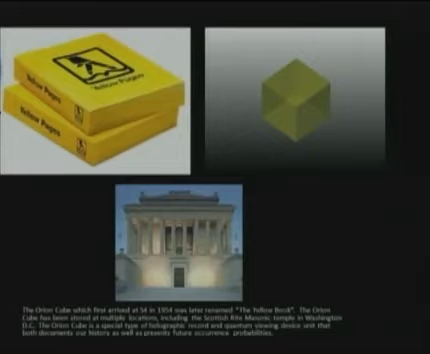 Yellow Pages
Yellow Pages
Yellow Pages
The Orion Cube which first arrived at S4 in 1954 was later renamed "The Yellow Book". The Orion
Cube has been stored at multiple locations, including the Scottish Rite Masonic temple in Washington
D.C. The Orion Cube is a special type of holographic record and quantum viewing device unit that
both documents our history as well as presents future occurrence probabilities.